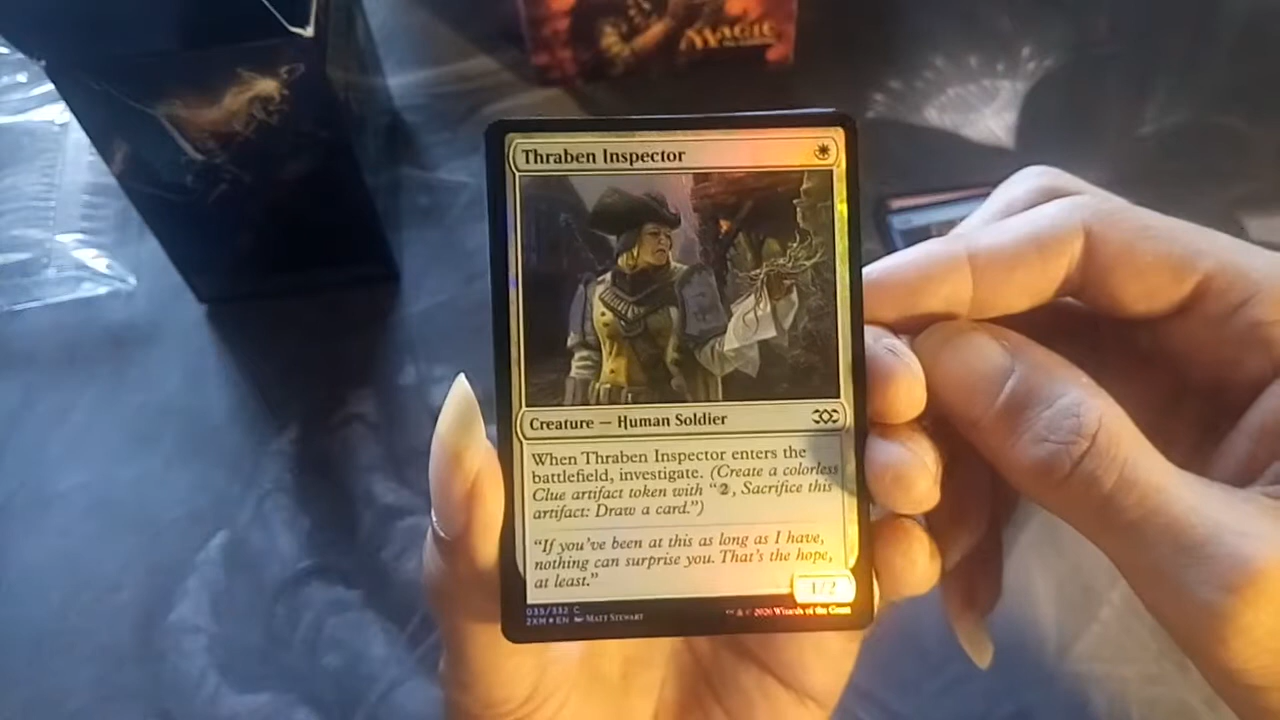 MAGIC
Thraben Inspector
Creature — Human Soldier
When Thraben Inspector enters the
battlefield, investigate. (Create a colorless
Clue artifact token with “2, Sacrifice this
artifact: Draw a card.”)
“If you’ve been at this as long as I have,
nothing can surprise you. That’s the hope,
at least.”
1/2
035/332 C
2XM EN MATT STEWART
™ & © 2020 Wizards of the Coast